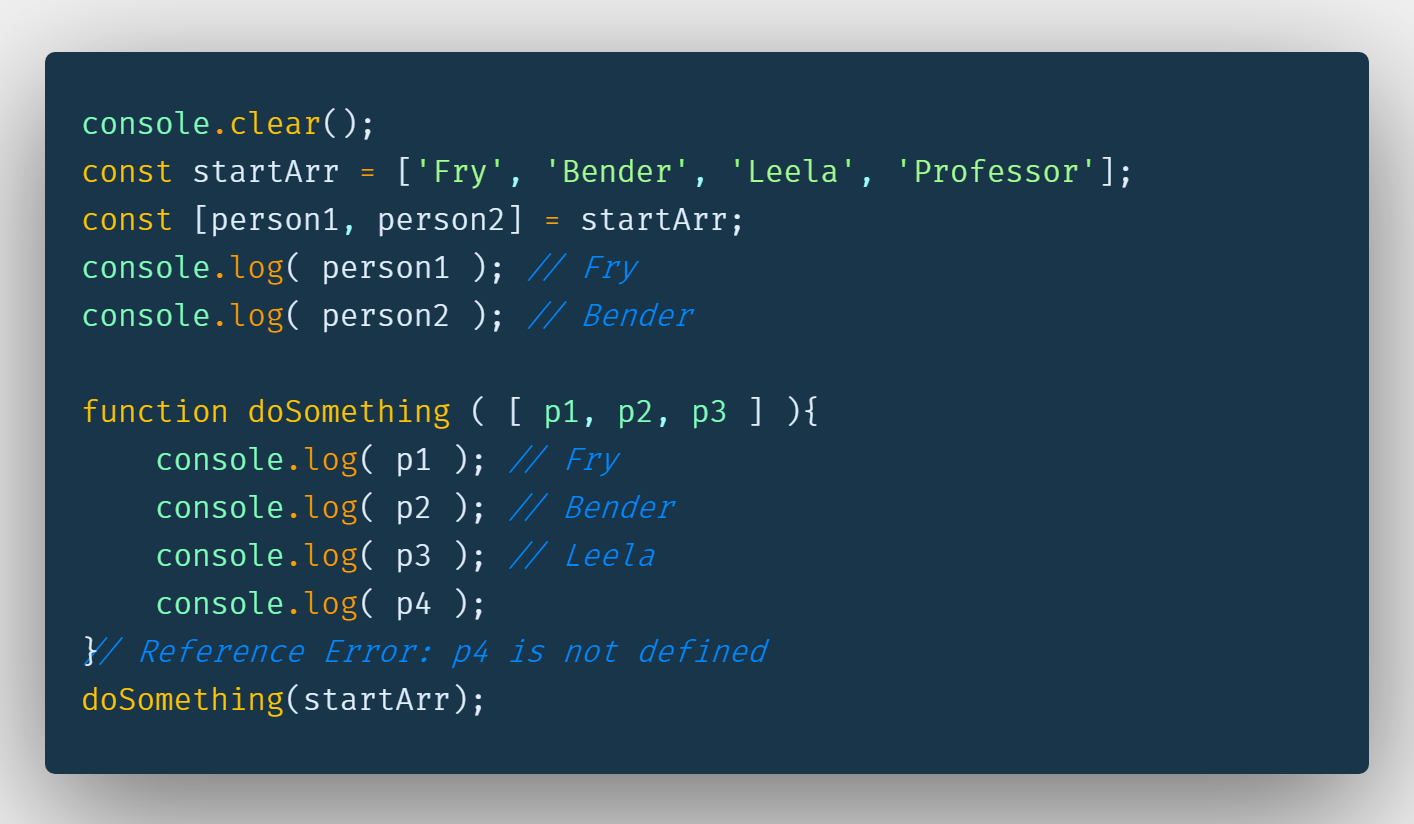 console.clear();
const startArr = ['Fry', 'Bender', 'Leela', 'Professor'];
const [person1, person2] = startArr;
console.log( person1 ); // Fry
console.log( person2 ); // Bender

function doSomething ( [ p1, p2, p3 ] ){
    console.log( p1 ); // Fry
    console.log( p2 ); // Bender
    console.log( p3 ); // Leela
    console.log( p4 );
}// Reference Error: p4 is not defined
doSomething(startArr);